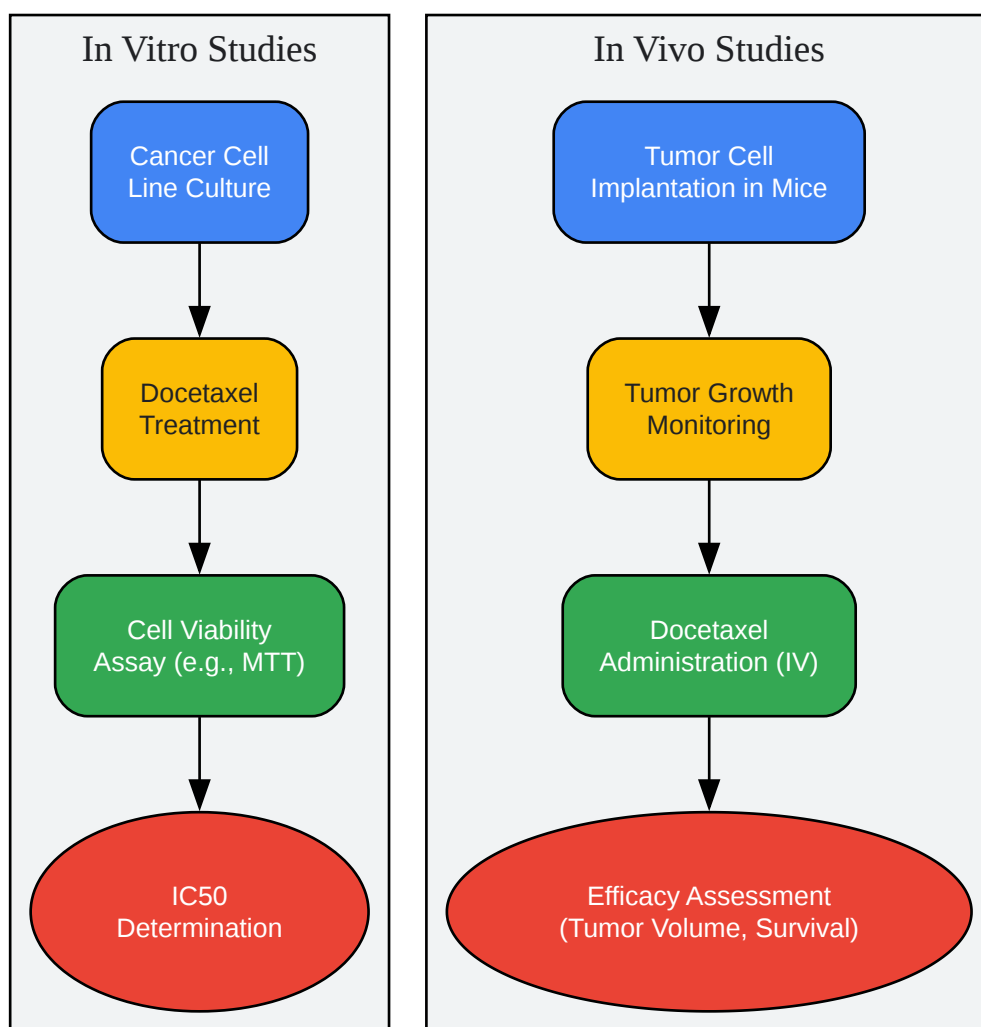 In Vitro Studies
Cancer Cell
Line Culture
Docetaxel
Treatment
Cell Viability
Assay (e.g., MTT)
IC50
Determination
In Vivo Studies
Tumor Cell
Implantation in Mice
Tumor Growth
Monitoring
Docetaxel
Administration (IV)
Efficacy Assessment
(Tumor Volume, Survival)